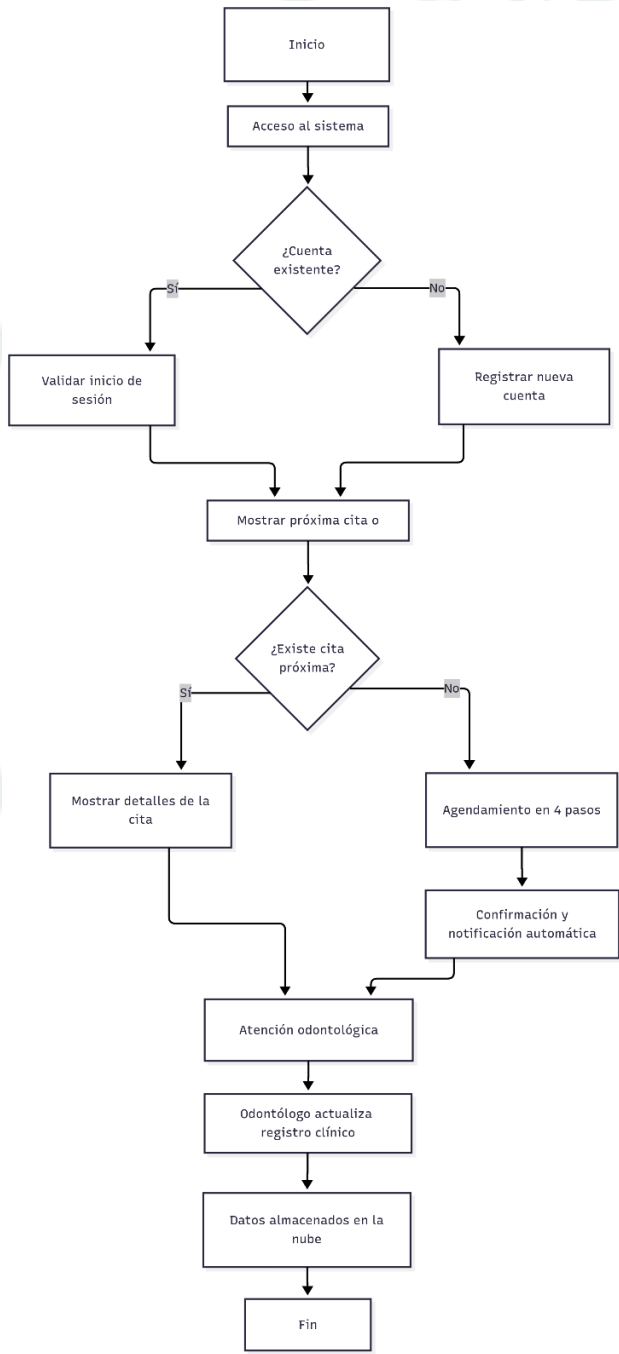 Inicio
Acceso al sistema
¿Cuenta
existente?
Sí
No
Validar inicio de
sesión
Registrar nueva
cuenta
Mostrar próxima cita o
¿Existe cita
próxima?
Sí
No
Mostrar detalles de la
cita
Agendamiento en 4 pasos
Confirmación y
notificación automática
Atención odontológica
Odontólogo actualiza
registro clínico
Datos almacenados en la
nube
Fin